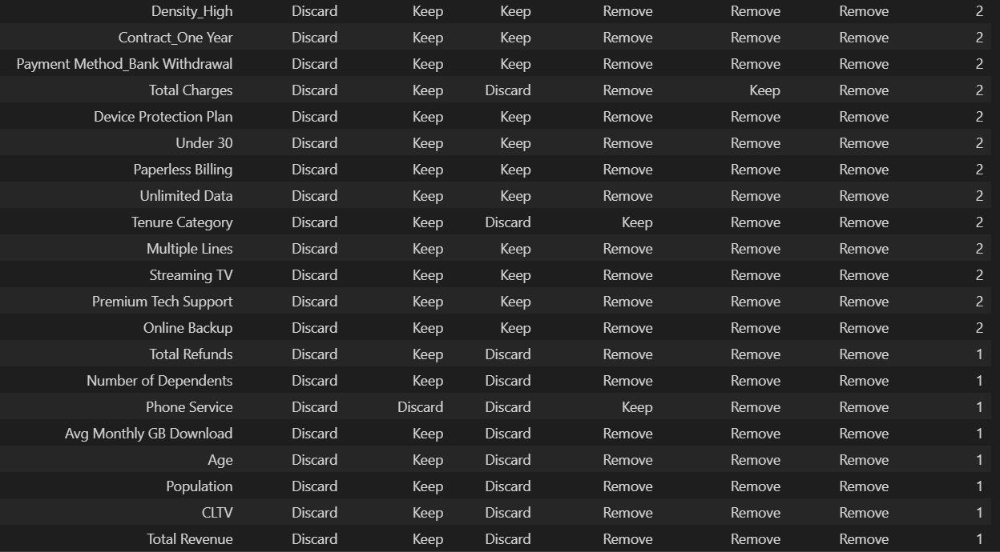 Density_High Discard Keep Keep Remove Remove Remove 2
Contract_One Year Discard Keep Keep Remove Remove Remove 2
Payment Method_Bank Withdrawal Discard Keep Keep Remove Remove Remove 2
Total Charges Discard Keep Discard Remove Keep Remove 2
Device Protection Plan Discard Keep Keep Remove Remove Remove 2
Under 30 Discard Keep Keep Remove Remove Remove 2
Paperless Billing Discard Keep Keep Remove Remove Remove 2
Unlimited Data Discard Keep Keep Remove Remove Remove 2
Tenure Category Discard Keep Discard Keep Remove Remove 2
Multiple Lines Discard Keep Keep Remove Remove Remove 2
Streaming TV Discard Keep Keep Remove Remove Remove 2
Premium Tech Support Discard Keep Keep Remove Remove Remove 2
Online Backup Discard Keep Keep Remove Remove Remove 2
Total Refunds Discard Keep Discard Remove Remove Remove 1
Number of Dependents Discard Keep Discard Remove Remove Remove 1
Phone Service Discard Discard Discard Keep Remove Remove 1
Avg Monthly GB Download Discard Keep Discard Remove Remove Remove 1
Age Discard Keep Discard Remove Remove Remove 1
Population Discard Keep Discard Remove Remove Remove 1
CLTV Discard Keep Discard Remove Remove Remove 1
Total Revenue Discard Keep Discard Remove Remove Remove 1